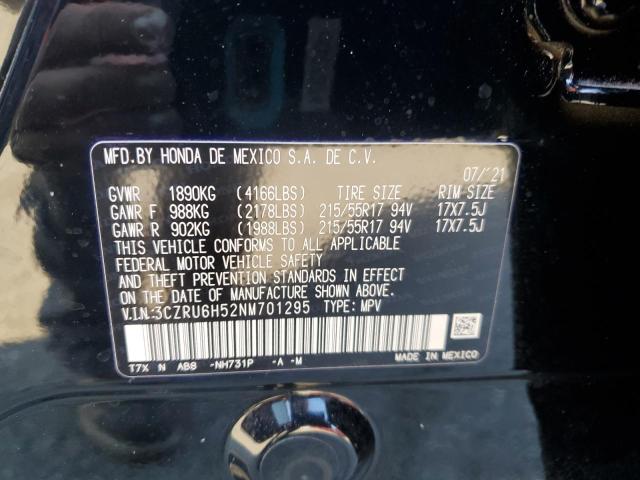 MFD.BY HONDA DE MEXICO S.A. DE C.V.
07/'21
GVWR 1890KG (4166LBS) TIRE SIZE RIM SIZE
GAWR F 988KG (2178LBS) 215/55R17 94V 17X7.5J
GAWR R 902KG (1988LBS) 215/55R17 94V 17X7.5J
THIS VEHICLE CONFORMS TO ALL APPLICABLE
FEDERAL MOTOR VEHICLE SAFETY
AND THEFT PREVENTION STANDARDS IN EFFECT
ON THE DATE OF MANUFACTURE SHOWN ABOVE.
V.I.N.:3CZRU6H52NM701295 TYPE: MPV
T7X N AB8 -NH731P -A -M MADE IN MEXICO